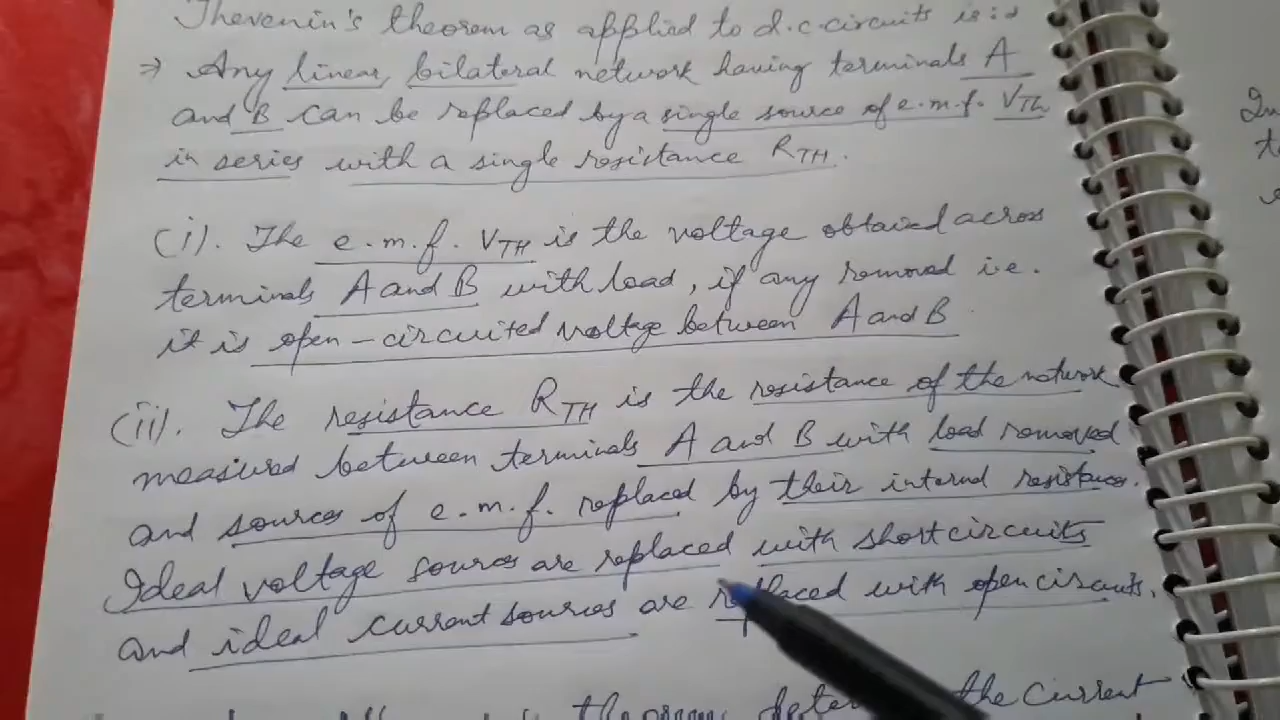 Thevenin's theorem as applied to d.c. circuits is :-
→ Any linear, bilateral network having terminals A
and B can be replaced by a single source of e.m.f. VTH
in series with a single resistance RTH.
(i). The e.m.f. VTH is the voltage obtained across
terminals A and B with load, if any removed i.e.
it is open-circuited voltage between A and B
(ii). The resistance RTH is the resistance of the network
measured between terminals A and B with load removed
and sources of e.m.f. replaced by their internal resistances.
Ideal voltage sources are replaced with short circuits
and ideal current sources are replaced with open circuits.
the current